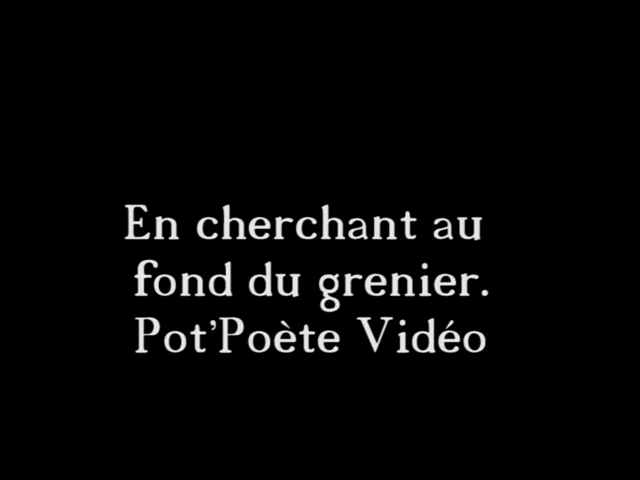 En cherchant au
fond du grenier.
Pot'Poète Vidéo